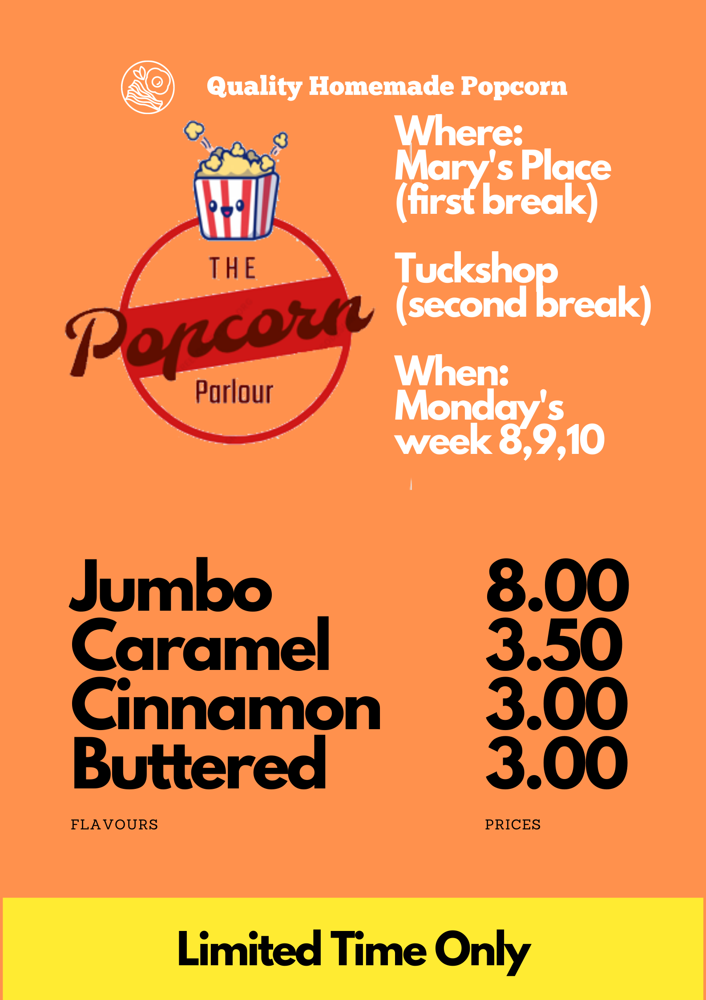 Quality Homemade Popcorn
THE
Popcorn
Parlour
Where:
Mary's Place
(first break)
Tuckshop
(second break)
When:
Monday's
week 8,9,10
Jumbo 8.00
Caramel 3.50
Cinnamon 3.00
Buttered 3.00
FLAVOURS PRICES
Limited Time Only